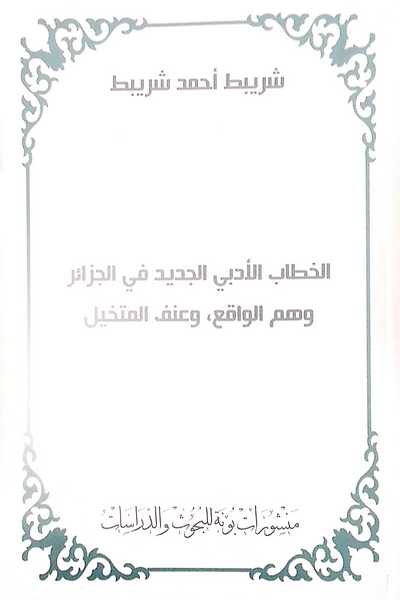 شريبط أحمد شريبط
الخطاب الأدبي الجديد في الجزائر
وهم الواقع، وعنف المتخيل
منشورات بونة للبحوث والدراسات